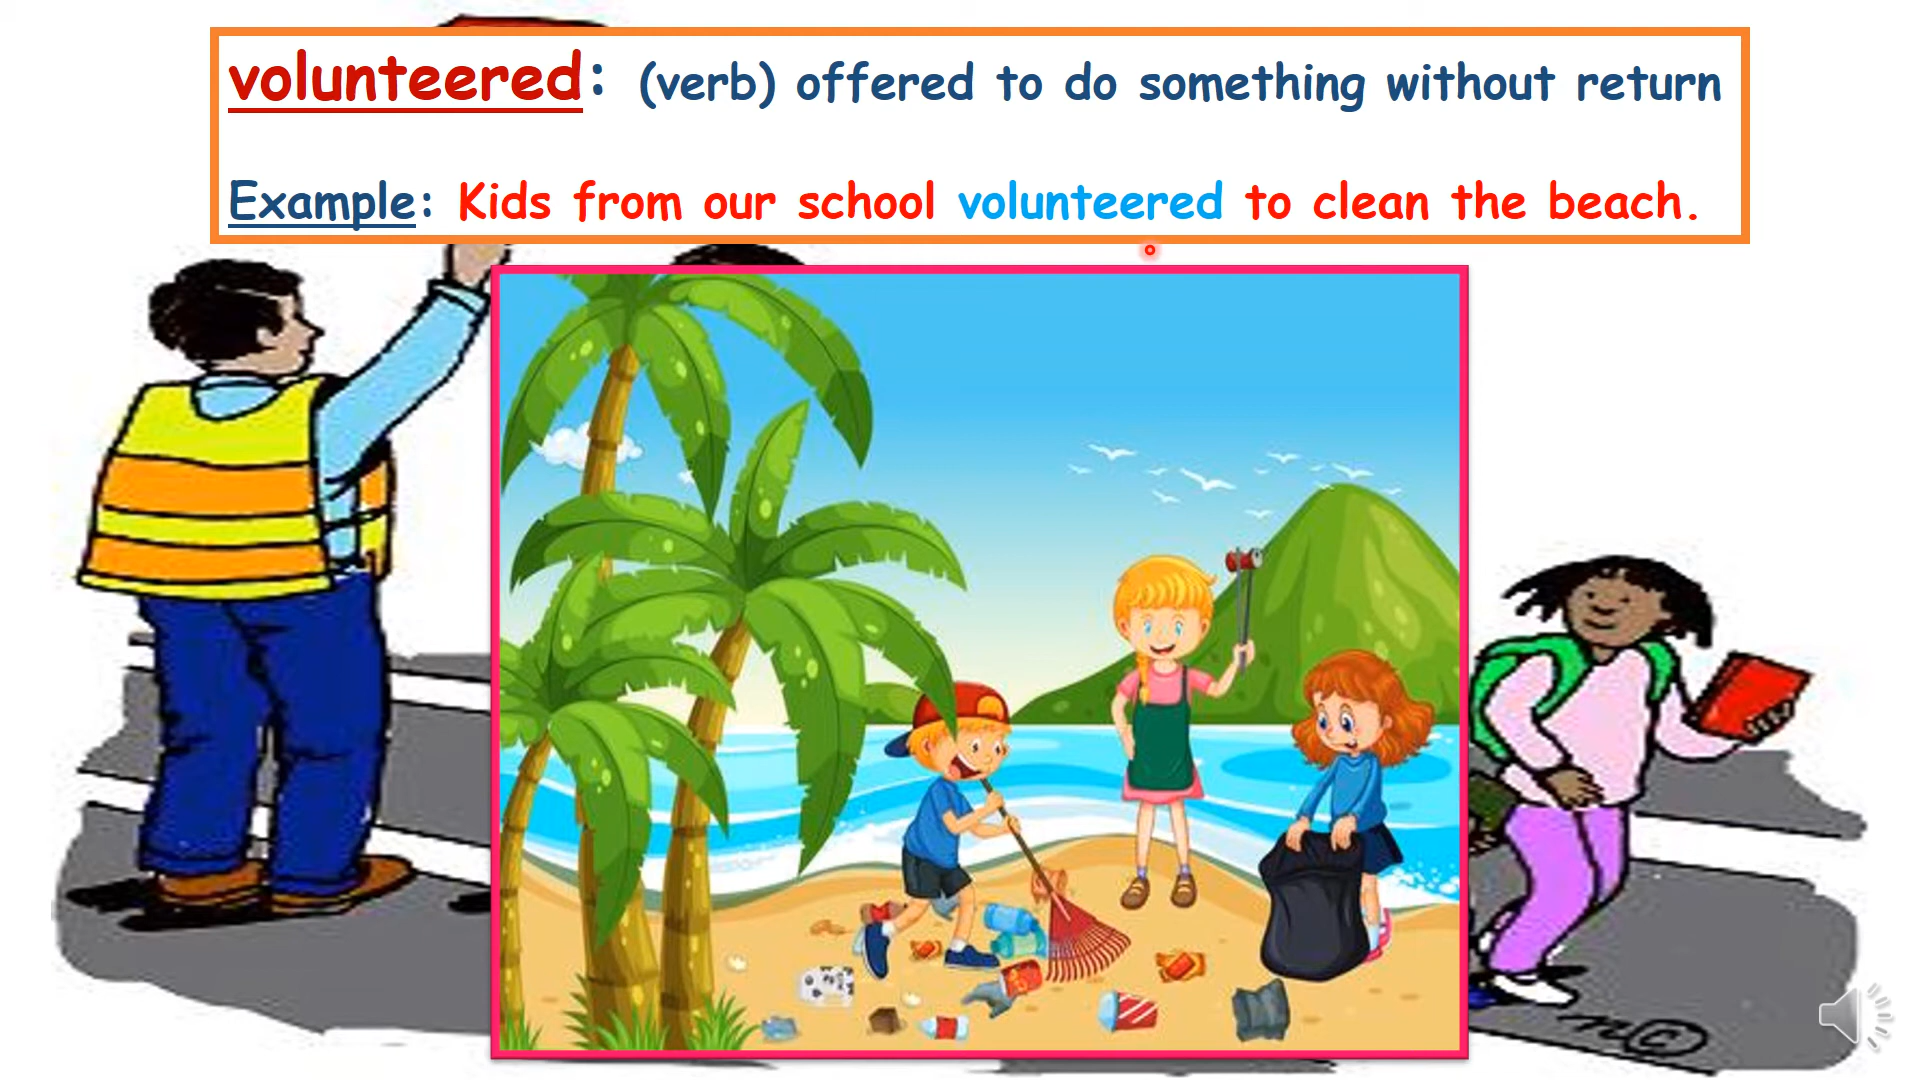 volunteered: (verb) offered to do something without return
Example: Kids from our school volunteered to clean the beach.